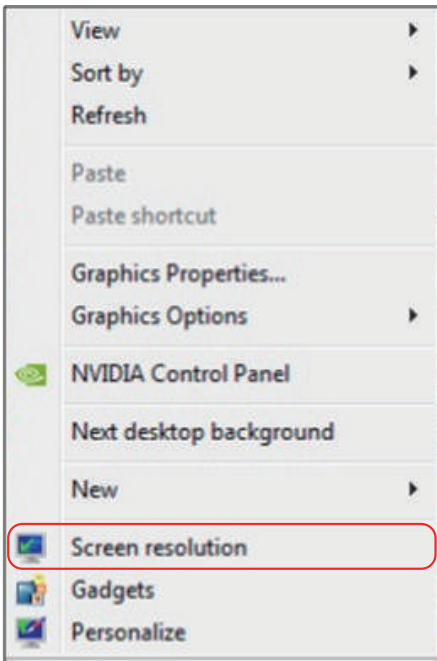 View
Sort by
Refresh
Paste
Paste shortcut
Graphics Properties...
Graphics Options
NVIDIA Control Panel
Next desktop background
New
Screen resolution
Gadgets
Personalize